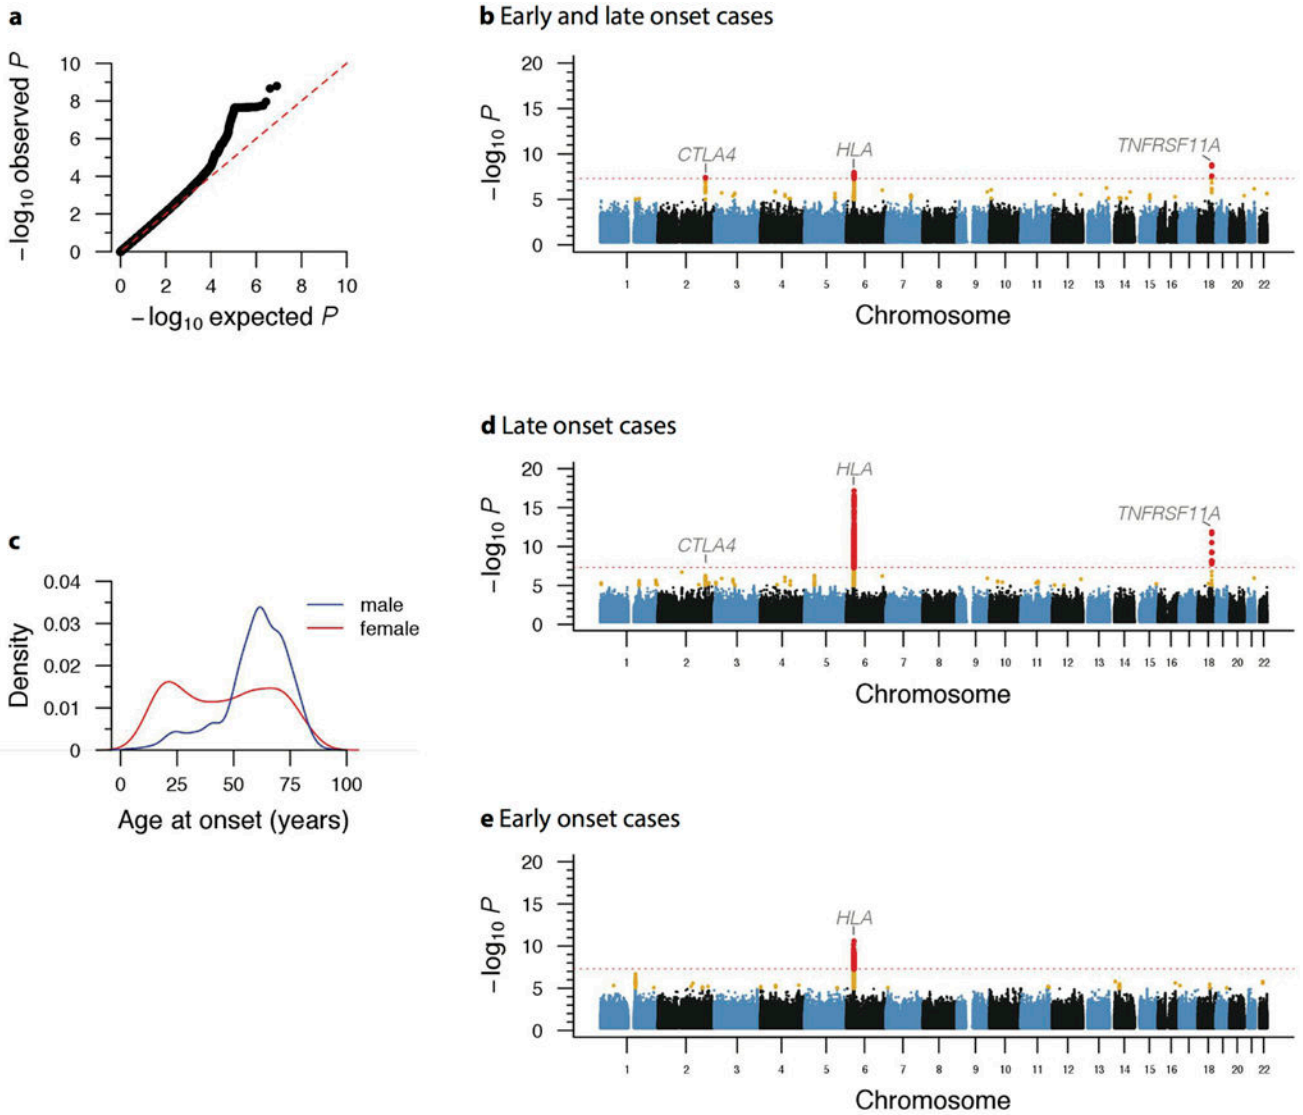 a
−log10 observed P
10
8
6
4
2
0
0 2 4 6 8 10
−log10 expected P
b Early and late onset cases
−log10 P
20
15
10
5
0
CTLA4
HLA
TNFRSF11A
1 2 3 4 5 6 7 8 9 10 11 12 13 14 15 16 18 20 22
Chromosome
c
Density
0.04
0.03
0.02
0.01
0
male
female
0 25 50 75 100
Age at onset (years)
d Late onset cases
−log10 P
20
15
10
5
0
CTLA4
HLA
TNFRSF11A
1 2 3 4 5 6 7 8 9 10 11 12 13 14 15 16 18 20 22
Chromosome
e Early onset cases
−log10 P
20
15
10
5
0
HLA
1 2 3 4 5 6 7 8 9 10 11 12 13 14 15 16 18 20 22
Chromosome